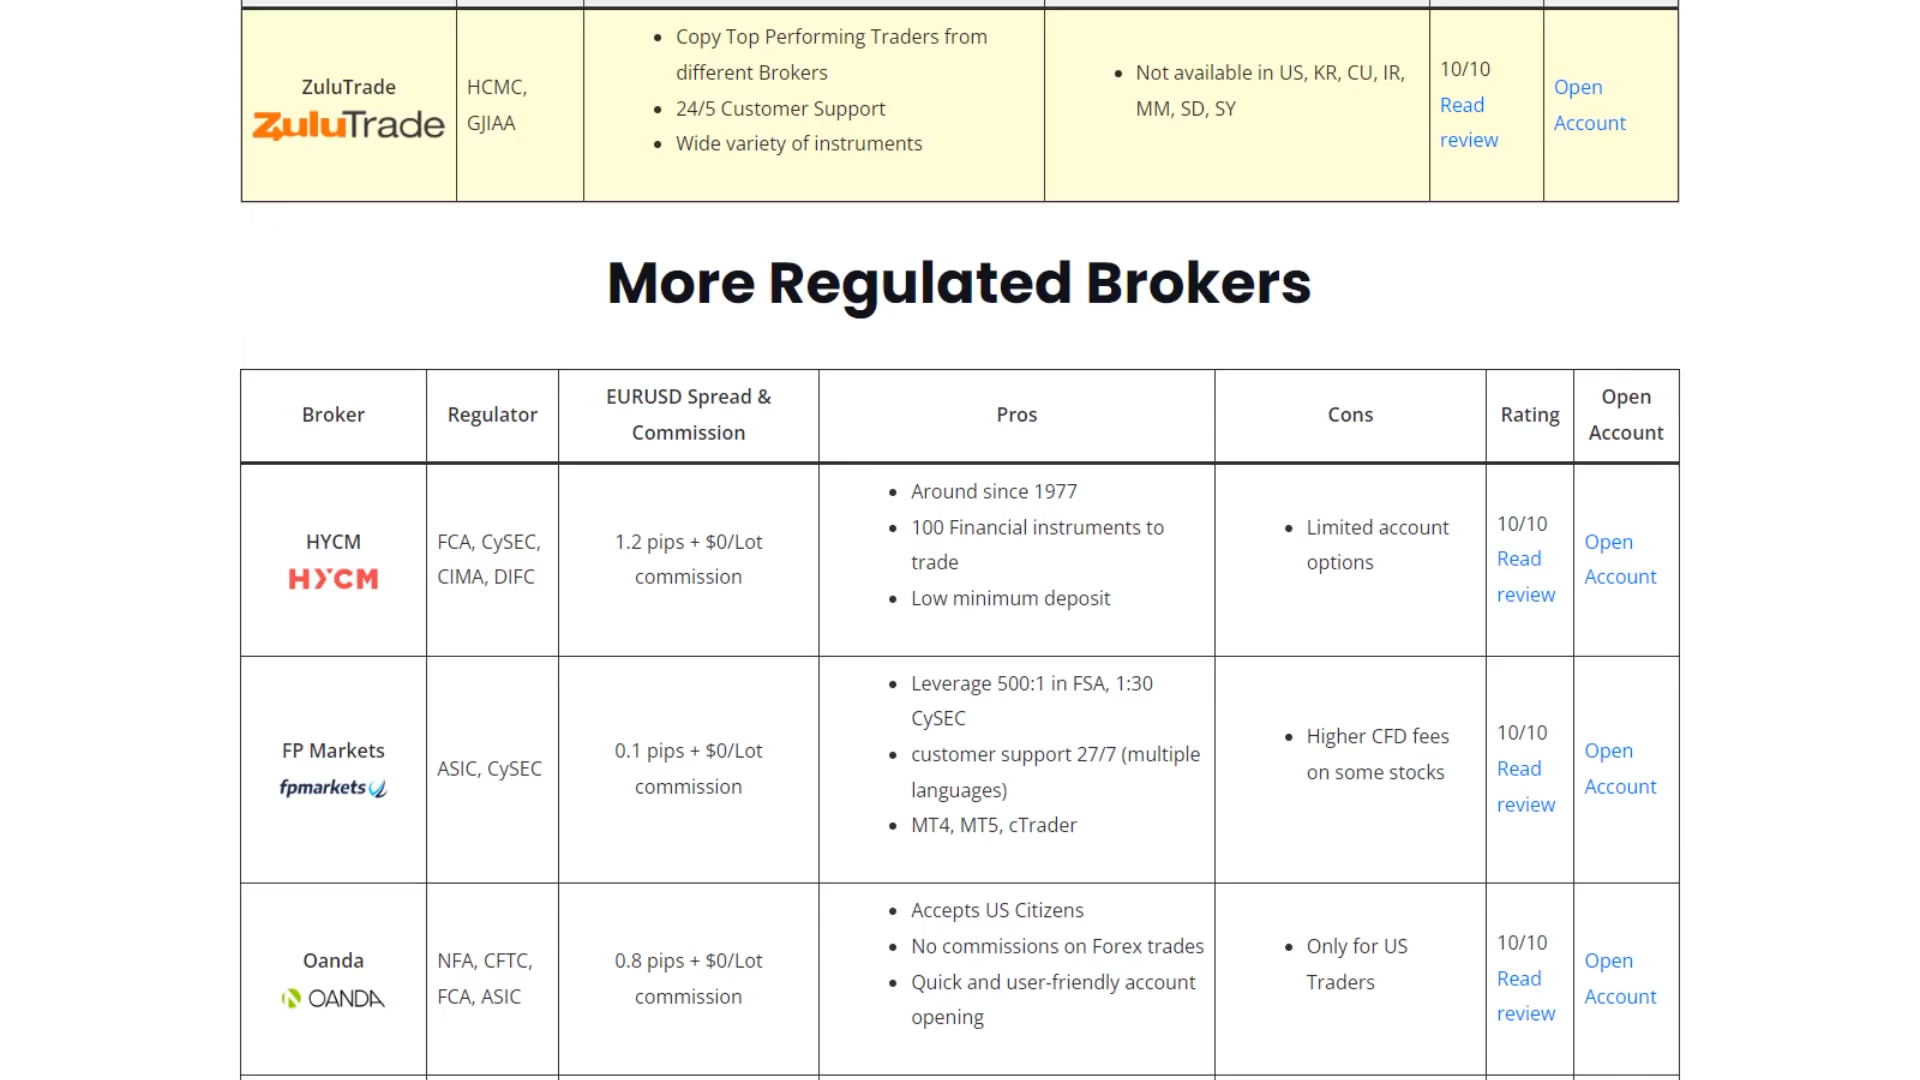 ZuluTrade
ZuluTrade
HCMC,
GJIAA
Copy Top Performing Traders from
different Brokers
24/5 Customer Support
Wide variety of instruments
Not available in US, KR, CU, IR,
MM, SD, SY
10/10
Read
review
Open
Account
More Regulated Brokers
Broker
Regulator
EURUSD Spread &
Commission
Pros
Cons
Rating
Open
Account
HYCM
HYCM
FCA, CySEC,
CIMA, DIFC
1.2 pips + $0/Lot
commission
Around since 1977
100 Financial instruments to
trade
Low minimum deposit
Limited account
options
10/10
Read
review
Open
Account
FP Markets
fpmarkets
ASIC, CySEC
0.1 pips + $0/Lot
commission
Leverage 500:1 in FSA, 1:30
CySEC
customer support 27/7 (multiple
languages)
MT4, MT5, cTrader
Higher CFD fees
on some stocks
10/10
Read
review
Open
Account
Oanda
OANDA
NFA, CFTC,
FCA, ASIC
0.8 pips + $0/Lot
commission
Accepts US Citizens
No commissions on Forex trades
Quick and user-friendly account
opening
Only for US
Traders
10/10
Read
review
Open
Account